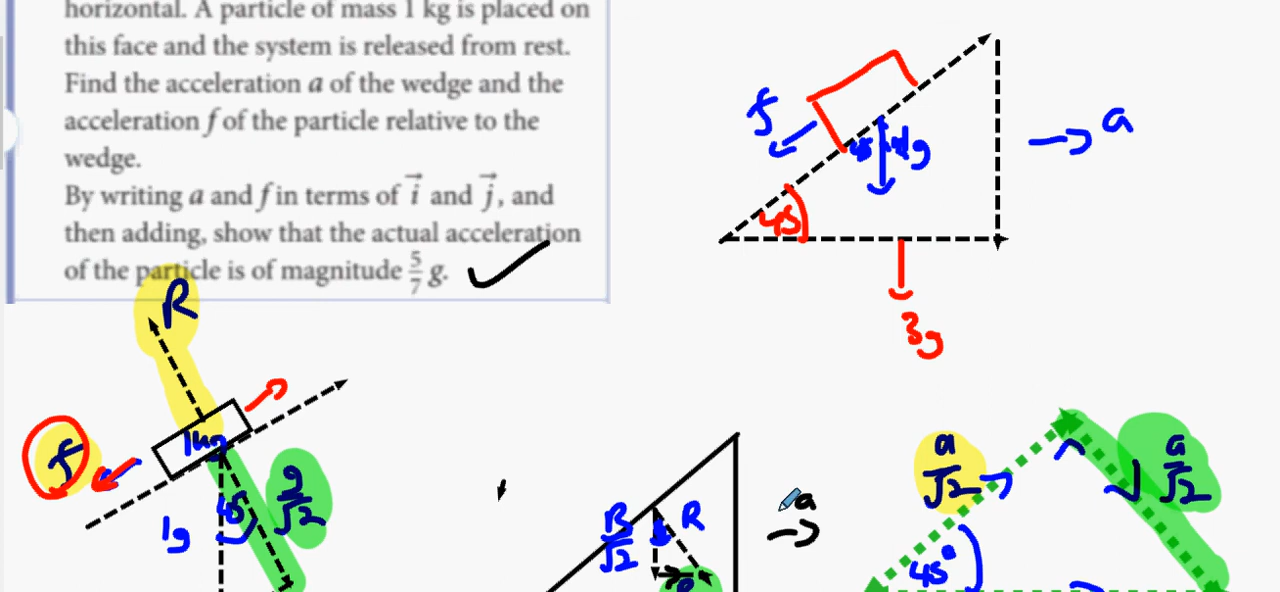 horizontal. A particle of mass 1 kg is placed on
this face and the system is released from rest.
Find the acceleration a of the wedge and the
acceleration f of the particle relative to the
wedge.
By writing a and f in terms of i⃗ and j⃗, and
then adding, show that the actual acceleration
of the particle is of magnitude 5/7 g.
f
a
45
3g
R
f
1kg
45
1g
g/√2
R/√2
R
a
a/√2
45°
a/√2